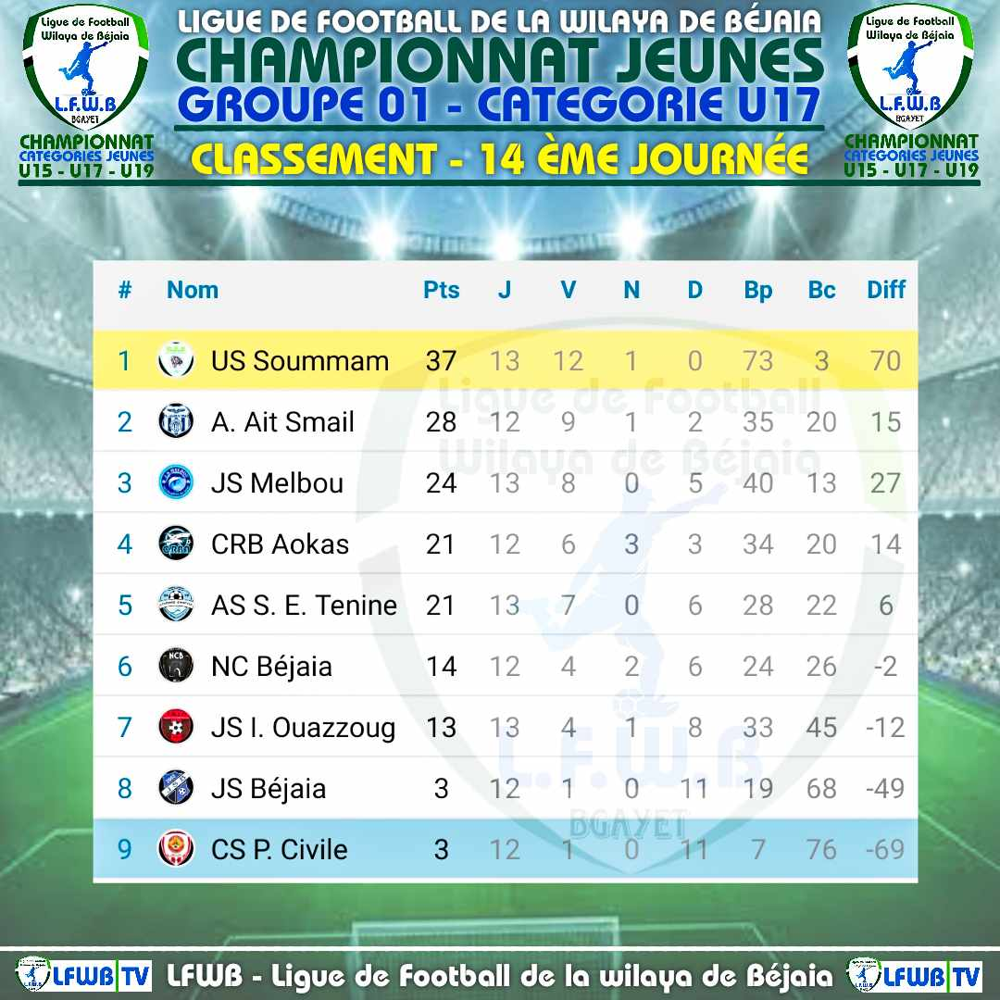 LIGUE DE FOOTBALL DE LA WILAYA DE BÉJAIA
CHAMPIONNAT JEUNES
GROUPE 01 - CATEGORIE U17
CLASSEMENT - 14 ÈME JOURNÉE
Ligue de Football
Wilaya de Béjaia
L.F.W.B
BGAYET
CHAMPIONNAT
CATEGORIES JEUNES
U15 - U17 - U19
Ligue de Football
Wilaya de Béjaia
L.F.W.B
BGAYET
CHAMPIONNAT
CATEGORIES JEUNES
U15 - U17 - U19
# Nom Pts J V N D Bp Bc Diff
1 US Soummam 37 13 12 1 0 73 3 70
2 A. Ait Smail 28 12 9 1 2 35 20 15
3 JS Melbou 24 13 8 0 5 40 13 27
4 CRB Aokas 21 12 6 3 3 34 20 14
5 AS S. E. Tenine 21 13 7 0 6 28 22 6
6 NC Béjaia 14 12 4 2 6 24 26 -2
7 JS I. Ouazzoug 13 13 4 1 8 33 45 -12
8 JS Béjaia 3 12 1 0 11 19 68 -49
9 CS P. Civile 3 12 1 0 11 7 76 -69
Ligue de Football
Wilaya de Béjaia
L.F.W.B
BGAYET
LFWB TV
LFWB - Ligue de Football de la wilaya de Béjaia
LFWB TV